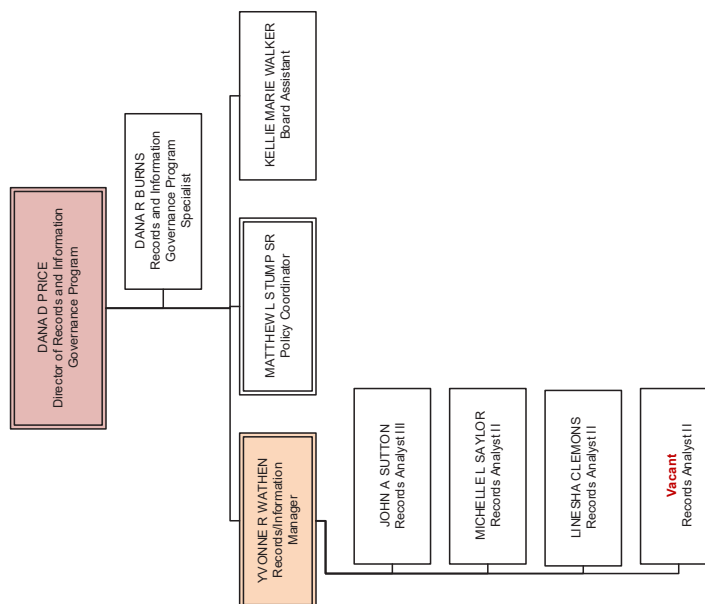 DANA D PRICE
Director of Records and Information
Governance Program
DANA R BURNS
Records and Information
Governance Program
Specialist
YVONNE R WATHEN
Records/Information
Manager
MATTHEW L STUMP SR
Policy Coordinator
KELLIE MARIE WALKER
Board Assistant
JOHN A SUTTON
Records Analyst III
MICHELLE L SAYLOR
Records Analyst II
LINESHA CLEMONS
Records Analyst II
Vacant
Records Analyst II